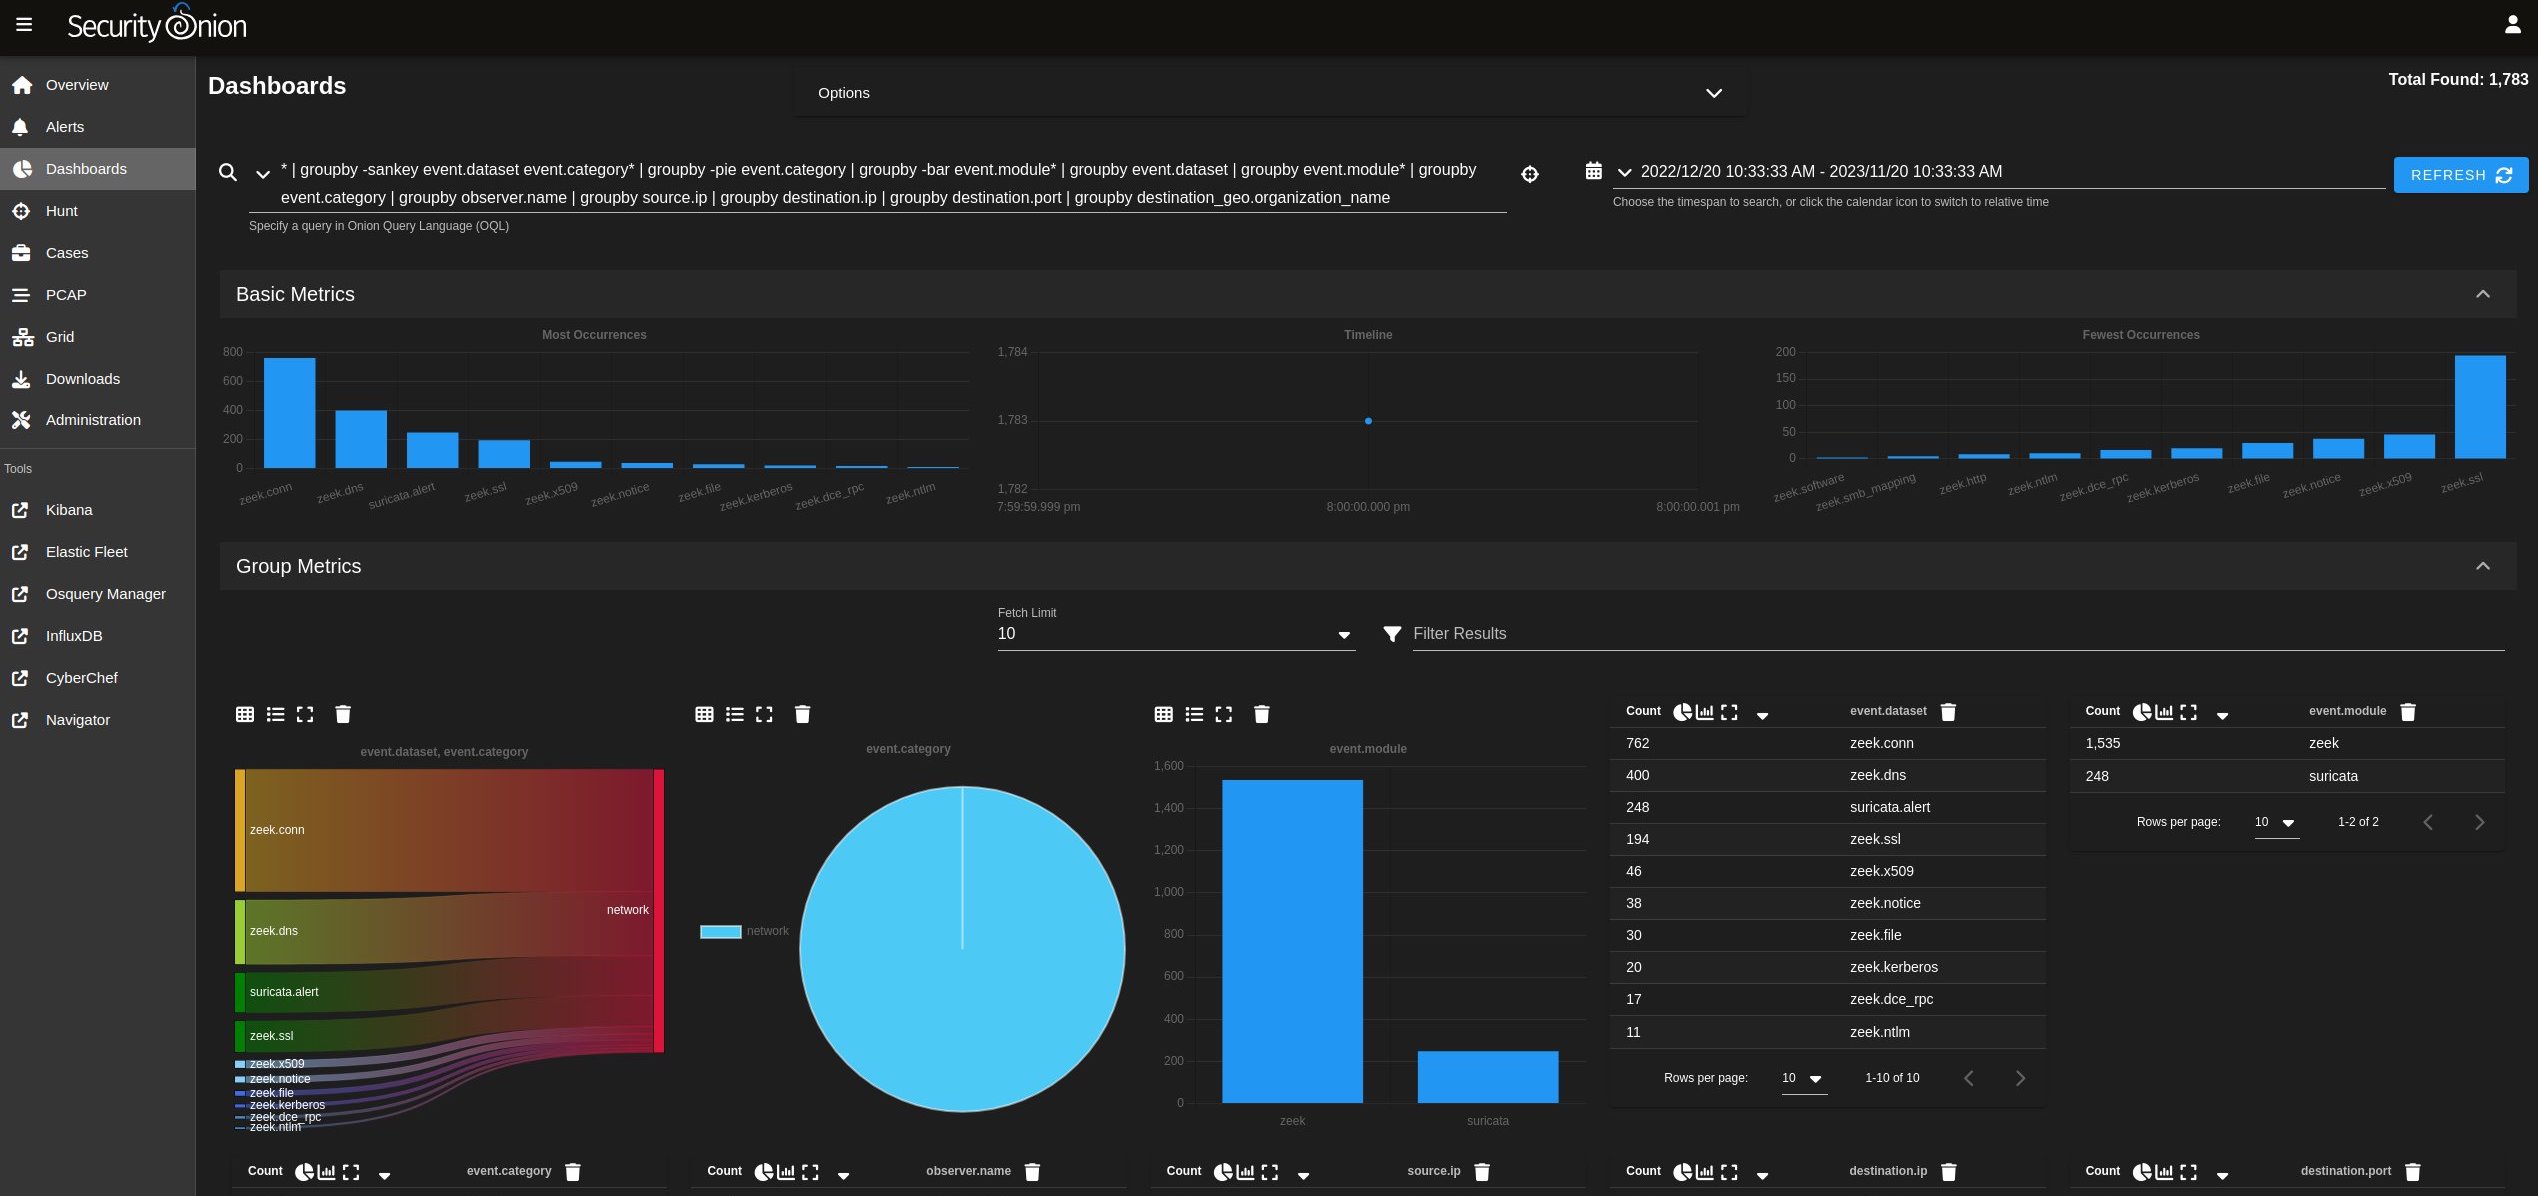 Security Onion
Overview
Alerts
Dashboards
Hunt
Cases
PCAP
Grid
Downloads
Administration
Tools
Kibana
Elastic Fleet
Osquery Manager
InfluxDB
CyberChef
Navigator
Dashboards
Options
Total Found: 1,783
* | groupby -sankey event.dataset event.category* | groupby -pie event.category | groupby -bar event.module* | groupby event.dataset | groupby event.module* | groupby
event.category | groupby observer.name | groupby source.ip | groupby destination.ip | groupby destination.port | groupby destination_geo.organization_name
Specify a query in Onion Query Language (OQL)
2022/12/20 10:33:33 AM - 2023/11/20 10:33:33 AM
Choose the timespan to search, or click the calendar icon to switch to relative time
REFRESH
Basic Metrics
Most Occurrences
800
600
400
200
0
zeek.conn
zeek.dns
suricata.alert
zeek.ssl
zeek.x509
zeek.notice
zeek.file
zeek.kerberos
zeek.dce_rpc
zeek.ntlm
Timeline
1,784
1,783
1,782
7:59:59.999 pm
8:00:00.000 pm
8:00:00.001 pm
Fewest Occurrences
200
150
100
50
0
zeek.software
zeek.smb_mapping
zeek.http
zeek.ntlm
zeek.dce_rpc
zeek.kerberos
zeek.file
zeek.notice
zeek.x509
zeek.ssl
Group Metrics
Fetch Limit
10
Filter Results
event.dataset, event.category
zeek.conn
zeek.dns
suricata.alert
zeek.ssl
zeek.x509
zeek.notice
zeek.file
zeek.kerberos
zeek.dce_rpc
zeek.ntlm
network
event.category
network
event.module
1,600
1,400
1,200
1,000
800
600
400
200
0
zeek
suricata
Count event.dataset
762 zeek.conn
400 zeek.dns
248 suricata.alert
194 zeek.ssl
46 zeek.x509
38 zeek.notice
30 zeek.file
20 zeek.kerberos
17 zeek.dce_rpc
11 zeek.ntlm
Rows per page: 10 1-10 of 10
Count event.module
1,535 zeek
248 suricata
Rows per page: 10 1-2 of 2
Count event.category
Count observer.name
Count source.ip
Count destination.ip
Count destination.port